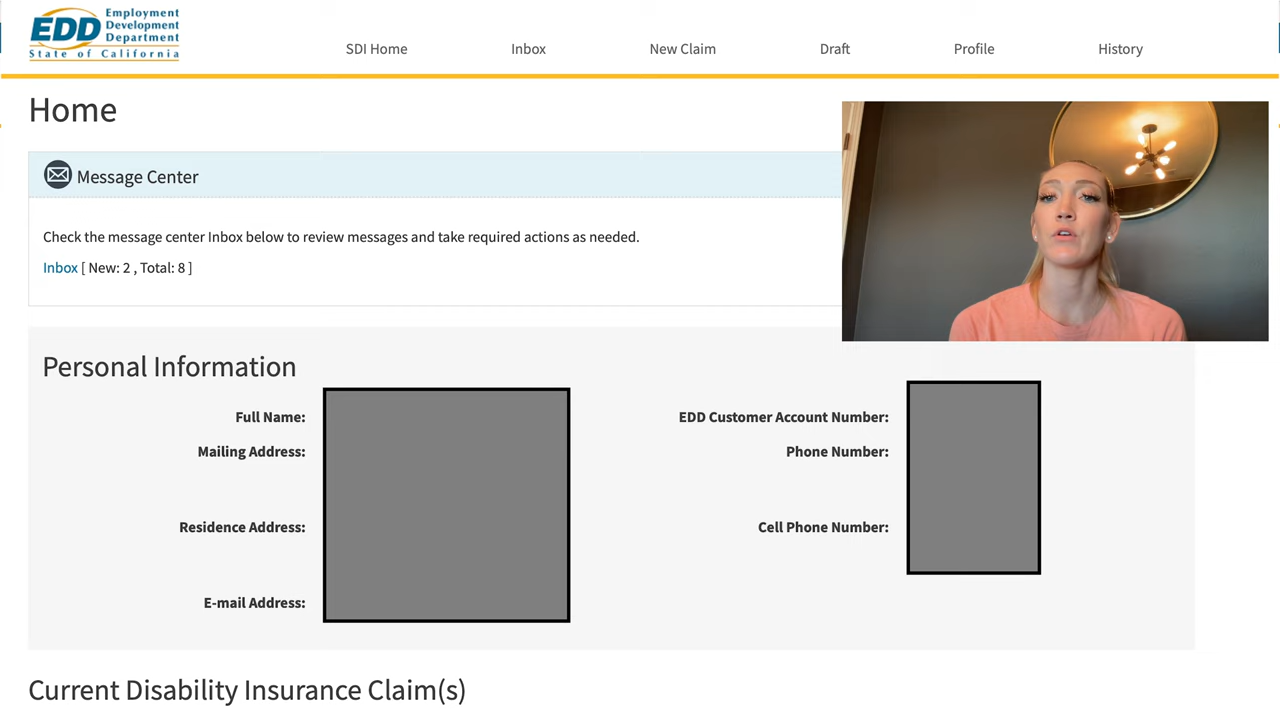 EDD
Employment
Development
Department
State of California
SDI Home
Inbox
New Claim
Draft
Profile
History
Home
Message Center
Check the message center Inbox below to review messages and take required actions as needed.
Inbox [ New: 2 , Total: 8 ]
Personal Information
Full Name:
EDD Customer Account Number:
Mailing Address:
Phone Number:
Residence Address:
Cell Phone Number:
E-mail Address:
Current Disability Insurance Claim(s)